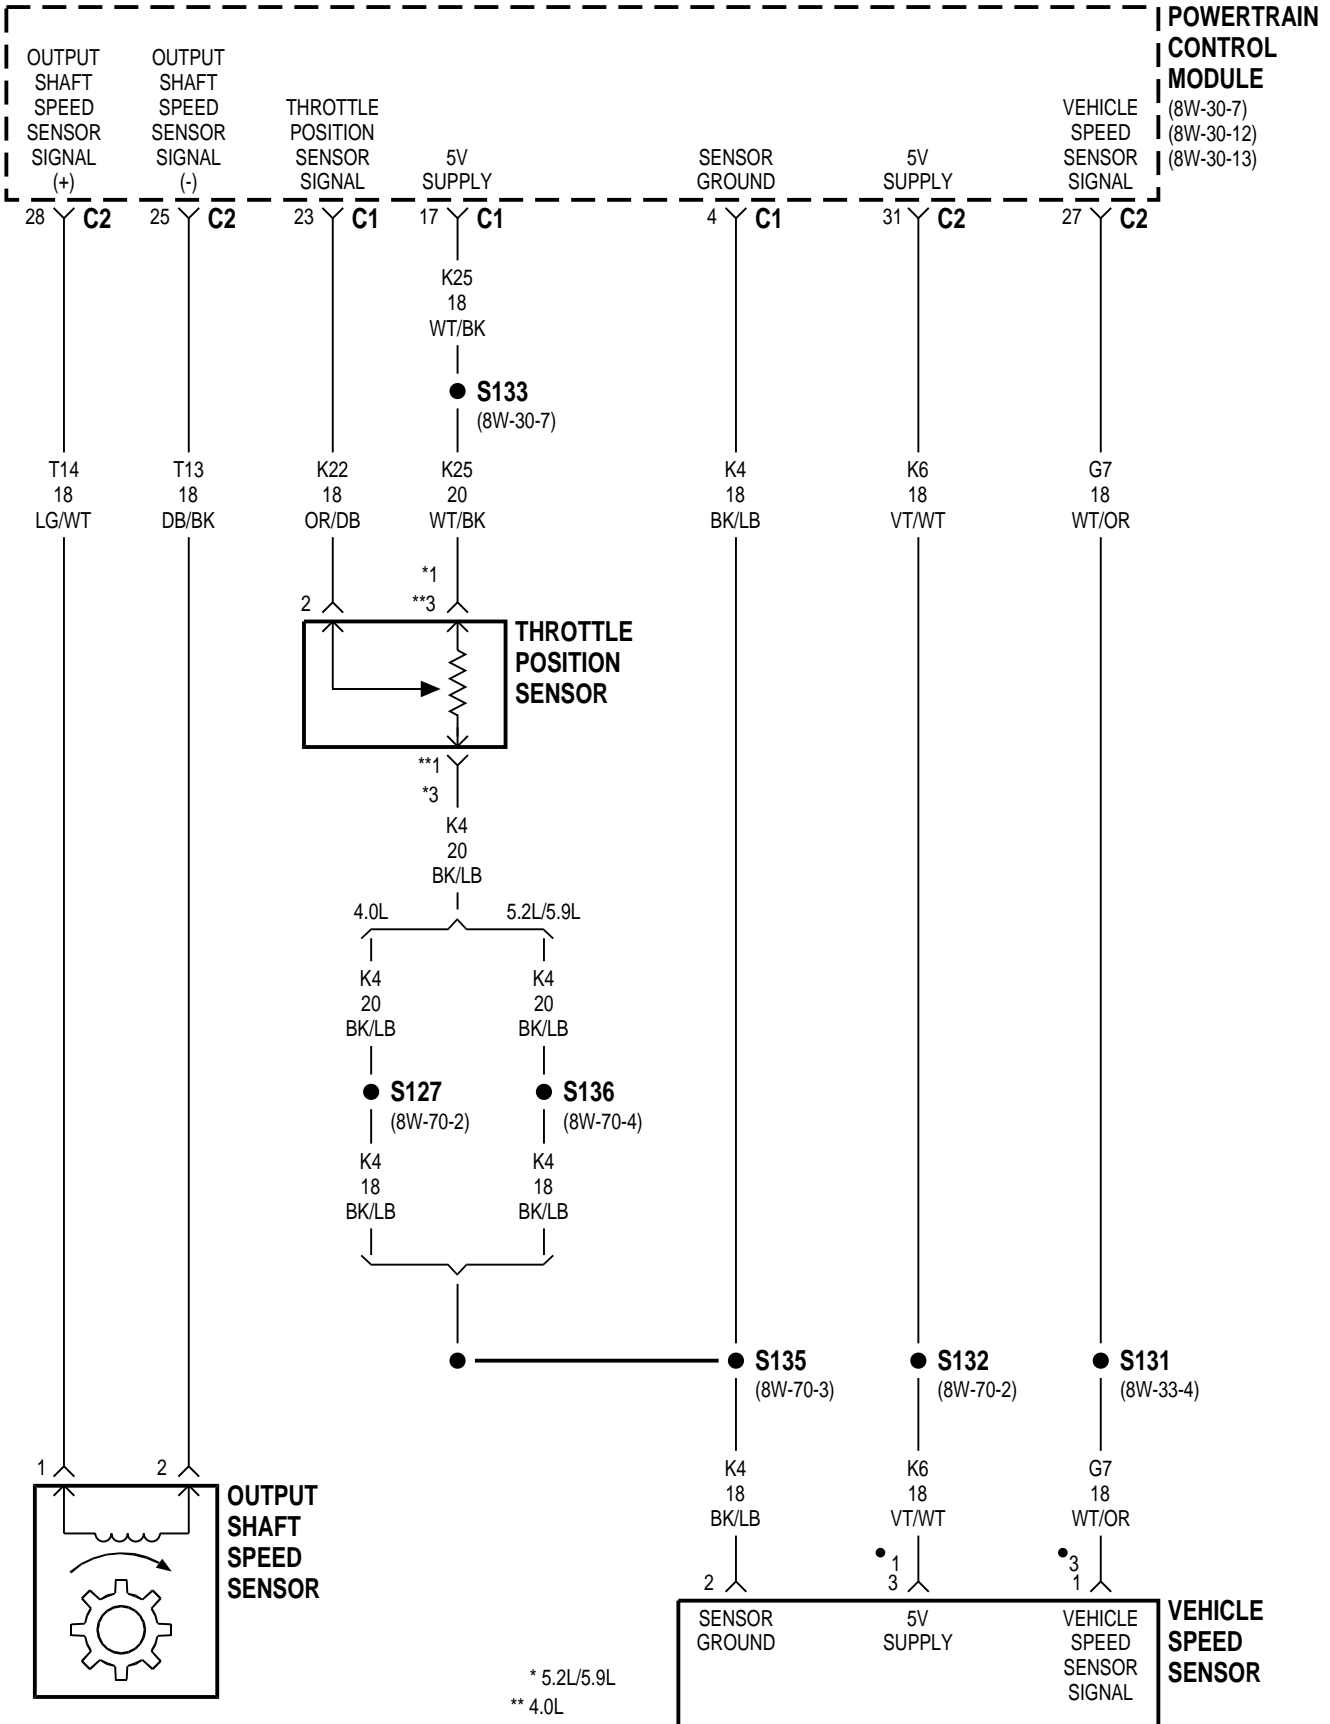 POWERTRAIN
CONTROL
MODULE
(8W-30-7)
(8W-30-12)
(8W-30-13)
OUTPUT
SHAFT
SPEED
SENSOR
SIGNAL
(+)
OUTPUT
SHAFT
SPEED
SENSOR
SIGNAL
(-)
THROTTLE
POSITION
SENSOR
SIGNAL
5V
SUPPLY
SENSOR
GROUND
5V
SUPPLY
VEHICLE
SPEED
SENSOR
SIGNAL
28 C2
25 C2
23 C1
17 C1
4 C1
31 C2
27 C2
K25
18
WT/BK
S133
(8W-30-7)
T14
18
LG/WT
T13
18
DB/BK
K22
18
OR/DB
K25
20
WT/BK
K4
18
BK/LB
K6
18
VT/WT
G7
18
WT/OR
*1
2
**3
THROTTLE
POSITION
SENSOR
**1
*3
K4
20
BK/LB
4.0L
5.2L/5.9L
K4
20
BK/LB
K4
20
BK/LB
S127
(8W-70-2)
S136
(8W-70-4)
K4
18
BK/LB
K4
18
BK/LB
S135
(8W-70-3)
S132
(8W-70-2)
S131
(8W-33-4)
1
2
OUTPUT
SHAFT
SPEED
SENSOR
K4
18
BK/LB
K6
18
VT/WT
G7
18
WT/OR
2
•1
3
•3
1
SENSOR
GROUND
5V
SUPPLY
VEHICLE
SPEED
SENSOR
SIGNAL
VEHICLE
SPEED
SENSOR
* 5.2L/5.9L
** 4.0L